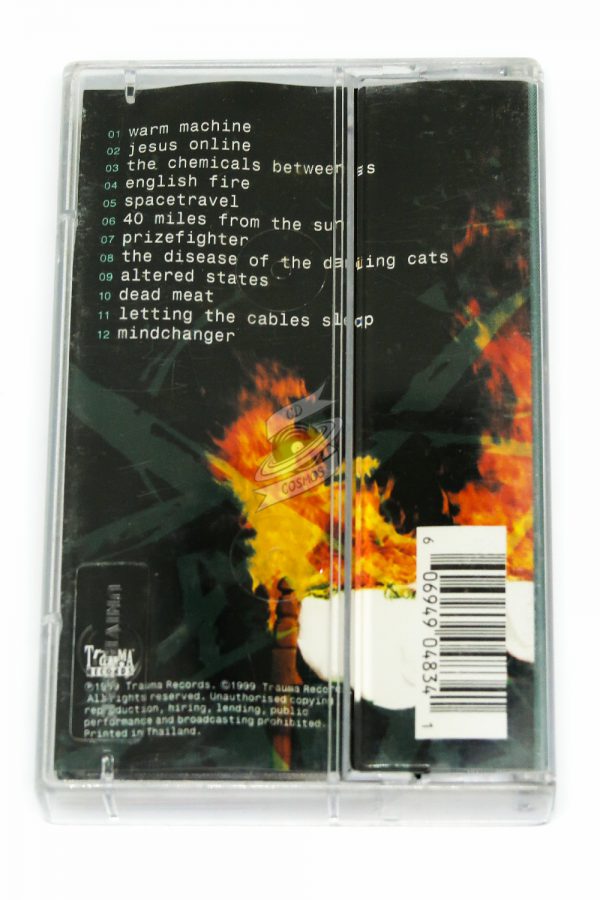 01 warm machine
02 jesus online
03 the chemicals between us
04 english fire
05 spacetravel
06 40 miles from the sun
07 prizefighter
08 the disease of the dancing cats
09 altered states
10 dead meat
11 letting the cables sleep
12 mindchanger
CD
COSMOS
TRAUMA
RECORDS
℗1999 Trauma Records. ©1999 Trauma Record
All rights reserved. Unauthorised copying
reproduction, hiring, lending, public
performance and broadcasting prohibited.
Printed in Thailand.
6 06949 04834 1